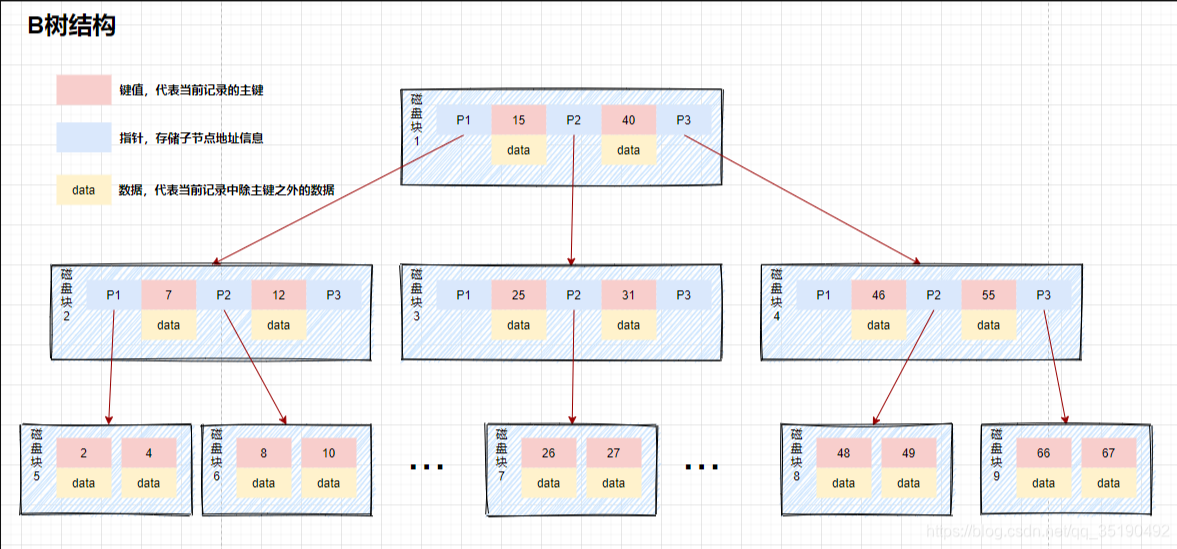 B树结构
键值，代表当前记录的主键
指针，存储子节点地址信息
data 数据，代表当前记录中除主键之外的数据
磁盘块1
P1 15 P2 40 P3
data data
磁盘块2
P1 7 P2 12 P3
data data
磁盘块3
P1 25 P2 31 P3
data data
磁盘块4
P1 46 P2 55 P3
data data
磁盘块5
2 4
data data
磁盘块6
8 10
data data
...
磁盘块7
26 27
data data
...
磁盘块8
48 49
data data
磁盘块9
66 67
data data
https://blog.csdn.net/qq_35190492